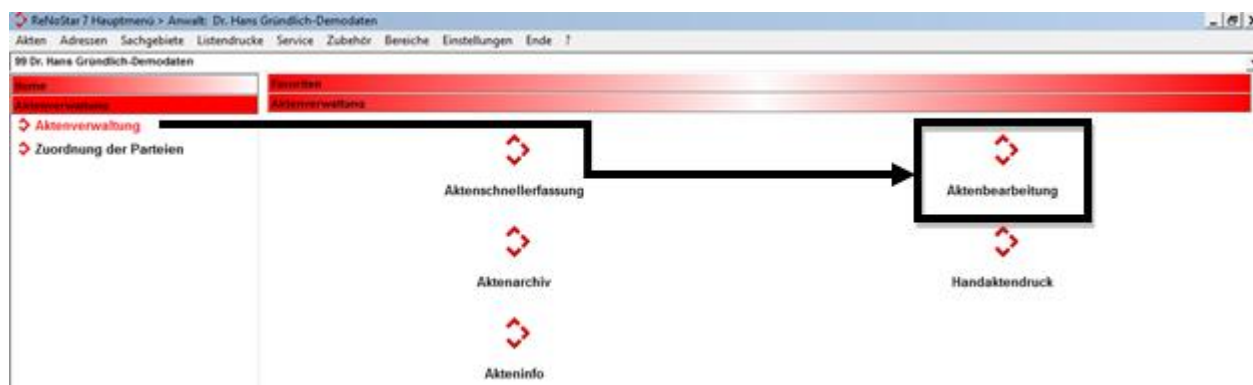 ReNoStar 7 Hauptmenü > Anwalt: Dr. Hans Gründlich-Demodaten
Akten Adressen Sachgebiete Listendrucke Service Zubehör Bereiche Einstellungen Ende ?
99 Dr. Hans Gründlich-Demodaten
Home
Favoriten
Aktenverwaltung
Aktenverwaltung
Aktenverwaltung
Zuordnung der Parteien
Aktenschnellerfassung
Aktenbearbeitung
Aktenarchiv
Handaktendruck
Akteninfo